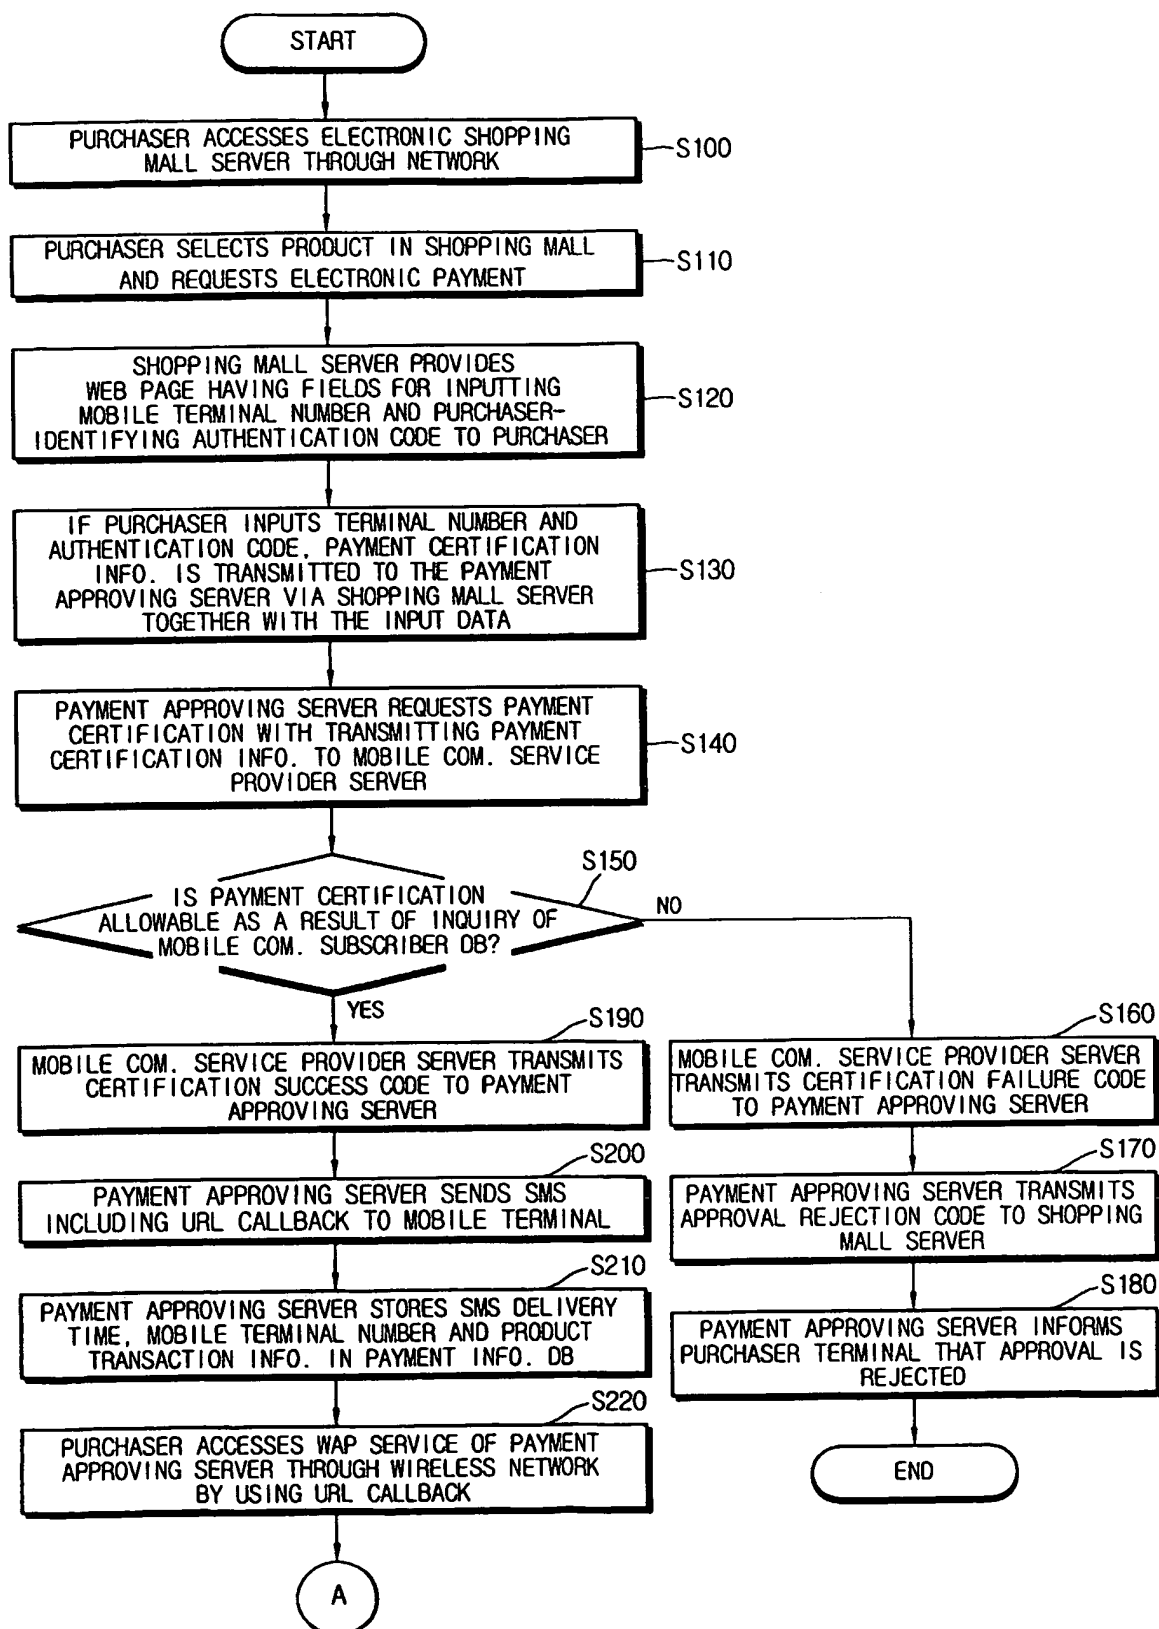 START
PURCHASER ACCESSES ELECTRONIC SHOPPING
MALL SERVER THROUGH NETWORK
S100
PURCHASER SELECTS PRODUCT IN SHOPPING MALL
AND REQUESTS ELECTRONIC PAYMENT
S110
SHOPPING MALL SERVER PROVIDES
WEB PAGE HAVING FIELDS FOR INPUTTING
MOBILE TERMINAL NUMBER AND PURCHASER-
IDENTIFYING AUTHENTICATION CODE TO PURCHASER
S120
IF PURCHASER INPUTS TERMINAL NUMBER AND
AUTHENTICATION CODE, PAYMENT CERTIFICATION
INFO. IS TRANSMITTED TO THE PAYMENT
APPROVING SERVER VIA SHOPPING MALL SERVER
TOGETHER WITH THE INPUT DATA
S130
PAYMENT APPROVING SERVER REQUESTS PAYMENT
CERTIFICATION WITH TRANSMITTING PAYMENT
CERTIFICATION INFO. TO MOBILE COM. SERVICE
PROVIDER SERVER
S140
S150
IS PAYMENT CERTIFICATION
ALLOWABLE AS A RESULT OF INQUIRY OF
MOBILE COM. SUBSCRIBER DB?
NO
YES
S190
MOBILE COM. SERVICE PROVIDER SERVER TRANSMITS
CERTIFICATION SUCCESS CODE TO PAYMENT
APPROVING SERVER
S200
PAYMENT APPROVING SERVER SENDS SMS
INCLUDING URL CALLBACK TO MOBILE TERMINAL
S210
PAYMENT APPROVING SERVER STORES SMS DELIVERY
TIME, MOBILE TERMINAL NUMBER AND PRODUCT
TRANSACTION INFO. IN PAYMENT INFO. DB
S220
PURCHASER ACCESSES WAP SERVICE OF PAYMENT
APPROVING SERVER THROUGH WIRELESS NETWORK
BY USING URL CALLBACK
A
S160
MOBILE COM. SERVICE PROVIDER SERVER
TRANSMITS CERTIFICATION FAILURE CODE
TO PAYMENT APPROVING SERVER
S170
PAYMENT APPROVING SERVER TRANSMITS
APPROVAL REJECTION CODE TO SHOPPING
MALL SERVER
S180
PAYMENT APPROVING SERVER INFORMS
PURCHASER TERMINAL THAT APPROVAL IS
REJECTED
END